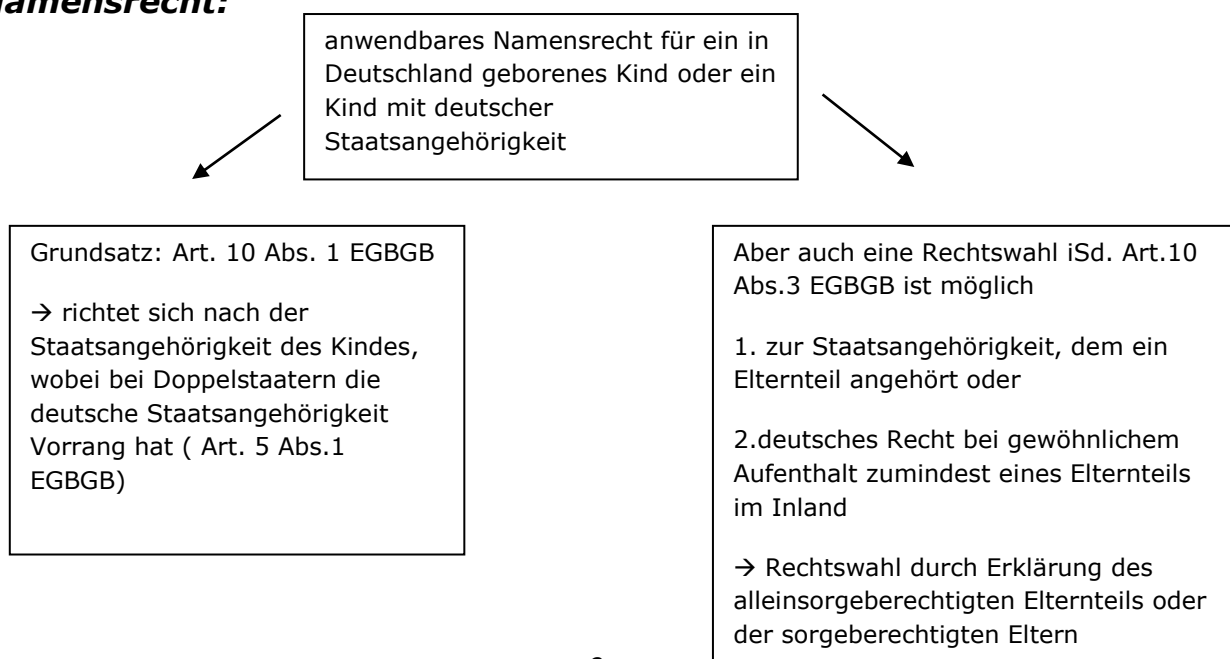 Namensrecht:
anwendbares Namensrecht für ein in
Deutschland geborenes Kind oder ein
Kind mit deutscher
Staatsangehörigkeit
Grundsatz: Art. 10 Abs. 1 EGBGB
→ richtet sich nach der
Staatsangehörigkeit des Kindes,
wobei bei Doppelstaatern die
deutsche Staatsangehörigkeit
Vorrang hat ( Art. 5 Abs.1
EGBGB)
Aber auch eine Rechtswahl iSd. Art.10
Abs.3 EGBGB ist möglich
1. zur Staatsangehörigkeit, dem ein
Elternteil angehört oder
2.deutsches Recht bei gewöhnlichem
Aufenthalt zumindest eines Elternteils
im Inland
→ Rechtswahl durch Erklärung des
alleinsorgeberechtigten Elternteils oder
der sorgeberechtigten Eltern